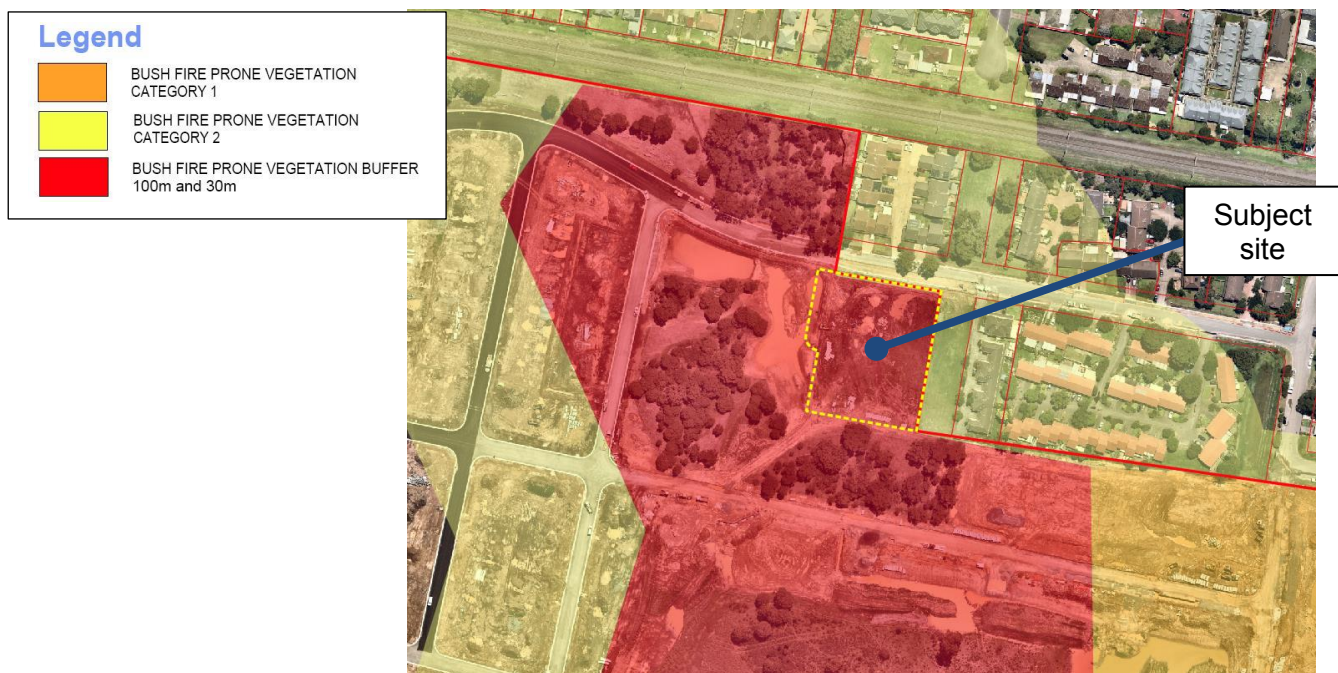 Legend
BUSH FIRE PRONE VEGETATION
CATEGORY 1
BUSH FIRE PRONE VEGETATION
CATEGORY 2
BUSH FIRE PRONE VEGETATION BUFFER
100m and 30m
Subject
site